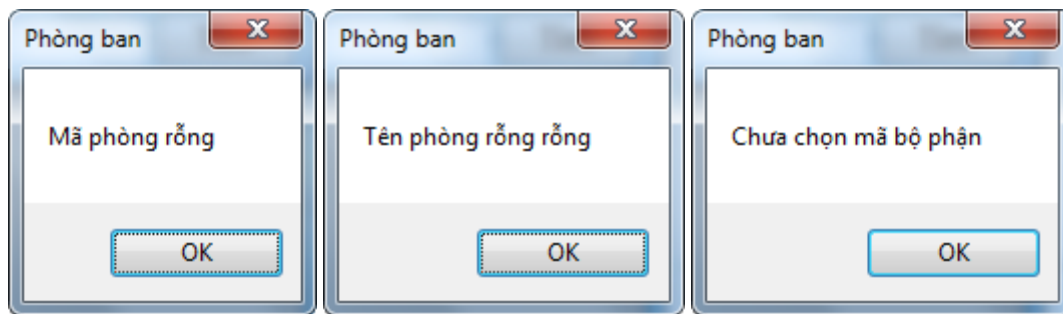 Phòng ban
Mã phòng rỗng
OK
Phòng ban
Tên phòng rỗng rỗng
OK
Phòng ban
Chưa chọn mã bộ phận
OK